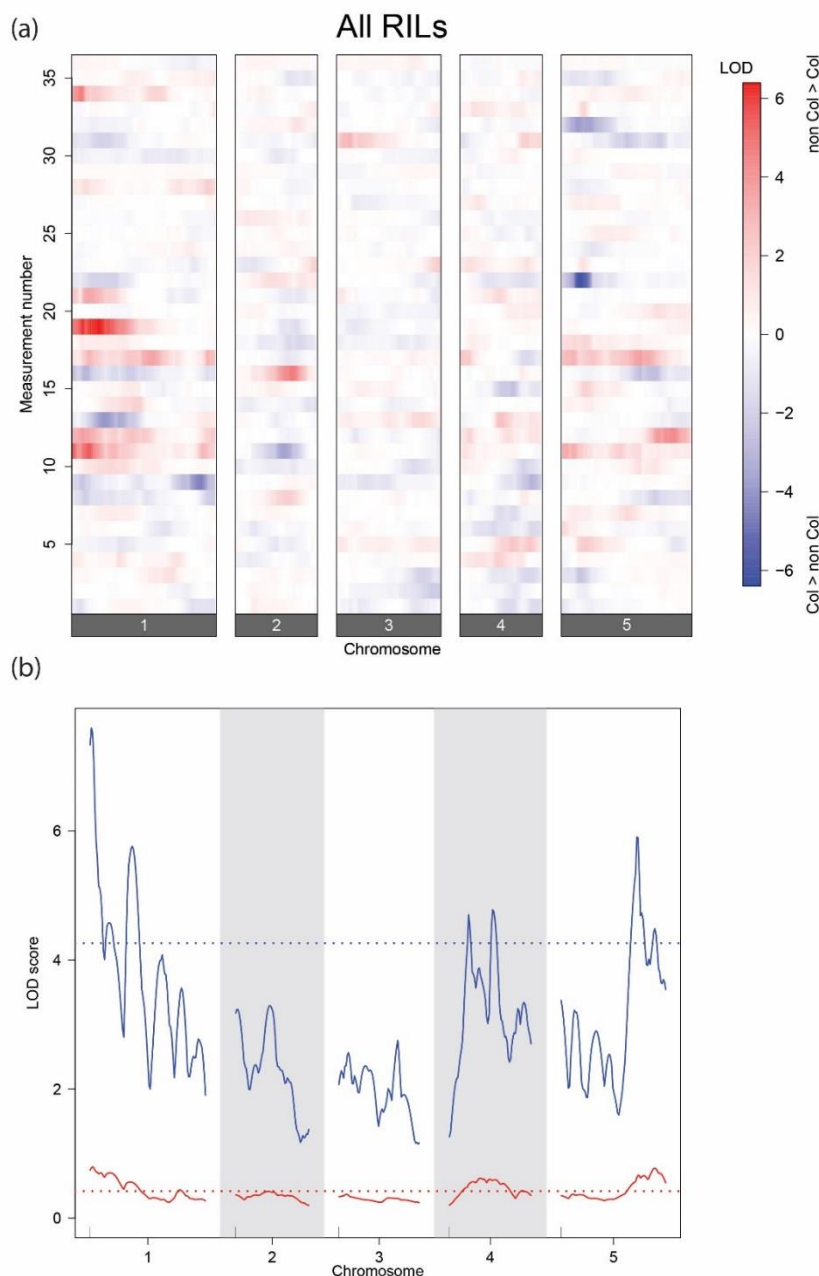 (a)
All RILs
LOD
non Col > Col
Col > non Col
6
4
2
0
−2
−4
−6
Measurement number
35
30
25
20
15
10
5
1 2 3 4 5
Chromosome
(b)
LOD score
6
4
2
0
1 2 3 4 5
Chromosome